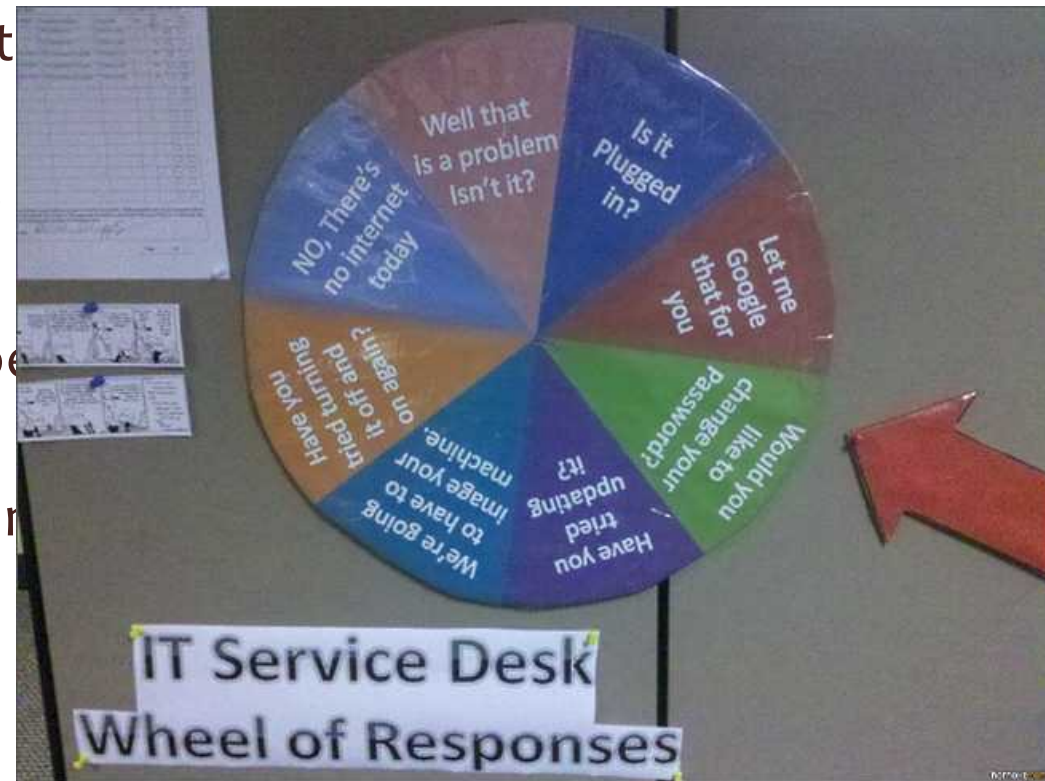 Well that
is a problem
Isn't it?
Is it
Plugged
in?
Let me
Google
that for
you
Would you
like to
change your
Password?
Have you
tried
updating
it?
We're going
to have to
image your
machine.
Have you
tried turning
it off and
on again?
NO, There's
no internet
today
IT Service Desk
Wheel of Responses